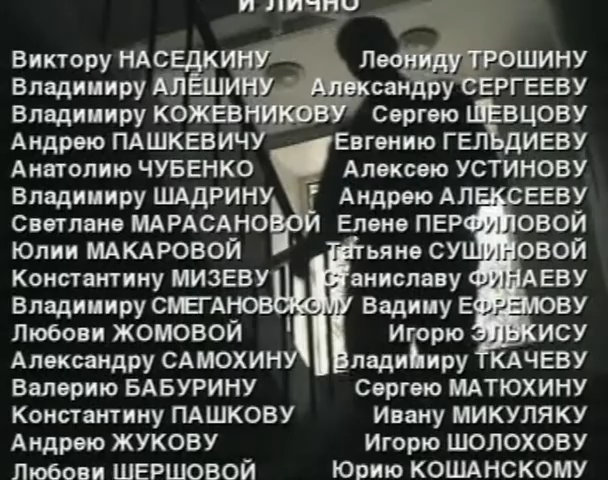 и лично
Виктору НАСЕДКИНУ Леониду ТРОШИНУ
Владимиру АЛЁШИНУ Александру СЕРГЕЕВУ
Владимиру КОЖЕВНИКОВУ Сергею ШЕВЦОВУ
Андрею ПАШКЕВИЧУ Евгению ГЕЛЬДИЕВУ
Анатолию ЧУБЕНКО Алексею УСТИНОВУ
Владимиру ШАДРИНУ Андрею АЛЕКСЕЕВУ
Светлане МАРАСАНОВОЙ Елене ПЕРФИЛОВОЙ
Юлии МАКАРОВОЙ Татьяне СУШИНОВОЙ
Константину МИЗЕВУ Станиславу ФИНАЕВУ
Владимиру СМЕГАНОВСКОМУ Вадиму ЕФРЕМОВУ
Любови ЖОМОВОЙ Игорю ЭЛЬКИСУ
Александру САМОХИНУ Владимиру ТКАЧЕВУ
Валерию БАБУРИНУ Сергею МАТЮХИНУ
Константину ПАШКОВУ Ивану МИКУЛЯКУ
Андрею ЖУКОВУ Игорю ШОЛОХОВУ
Любови ШЕРШОВОЙ Юрию КОШАНСКОМУ